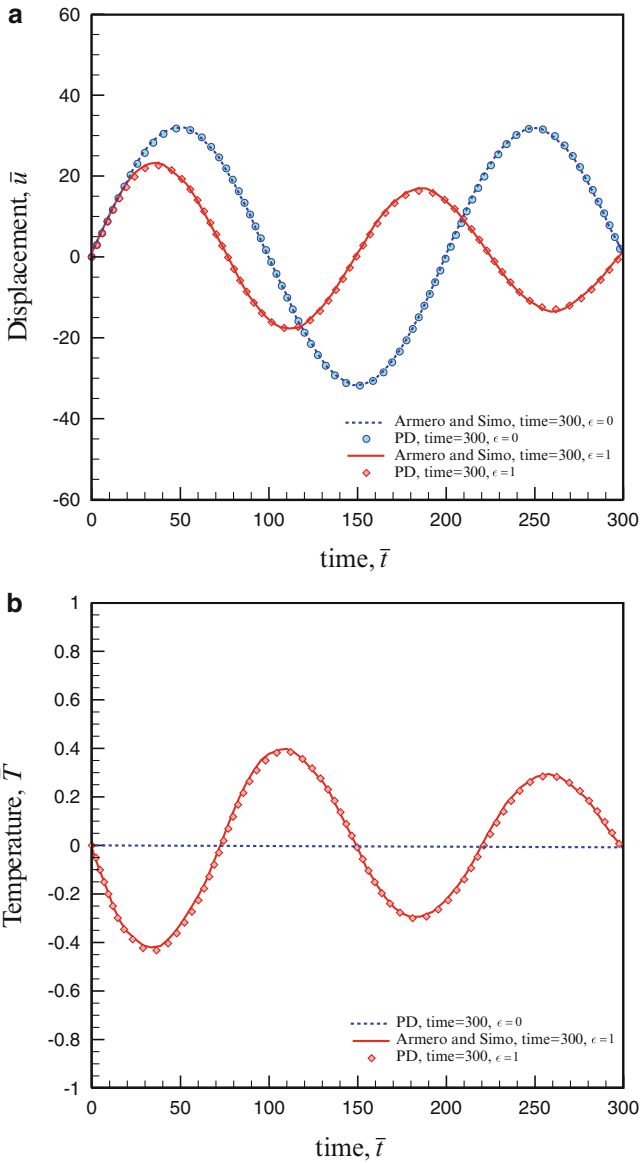 a
60
40
20
0
-20
-40
-60
Displacement, ū
Armero and Simo, time=300, ϵ=0
PD, time=300, ϵ=0
Armero and Simo, time=300, ϵ=1
PD, time=300, ϵ=1
0 50 100 150 200 250 300
time, t̄
b
1
0.8
0.6
0.4
0.2
0
-0.2
-0.4
-0.6
-0.8
-1
Temperature, T̄
PD, time=300, ϵ=0
Armero and Simo, time=300, ϵ=1
PD, time=300, ϵ=1
0 50 100 150 200 250 300
time, t̄